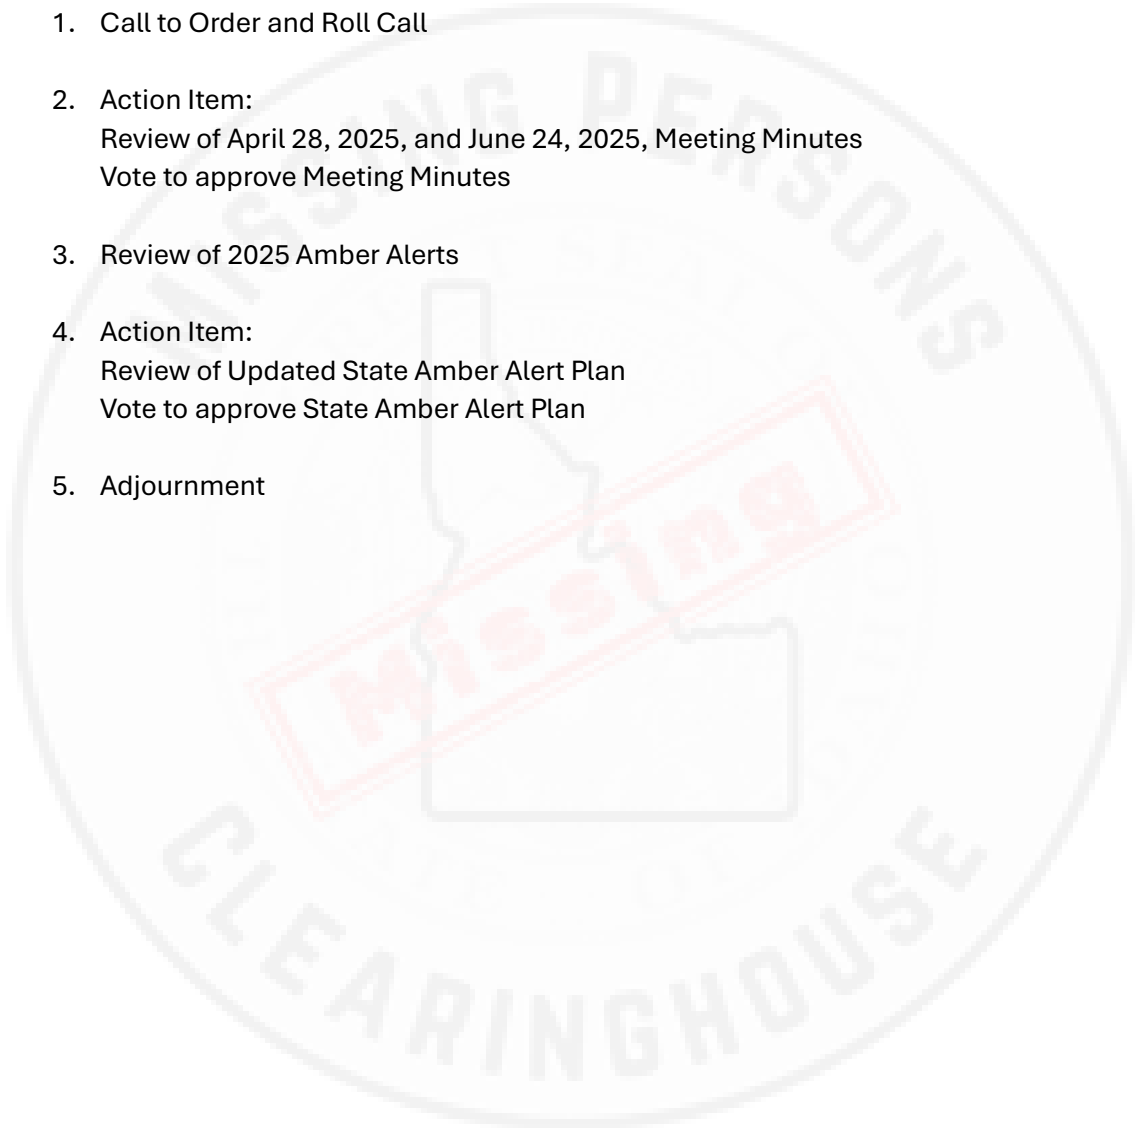 1. Call to Order and Roll Call
2. Action Item:
Review of April 28, 2025, and June 24, 2025, Meeting Minutes
Vote to approve Meeting Minutes
3. Review of 2025 Amber Alerts
4. Action Item:
Review of Updated State Amber Alert Plan
Vote to approve State Amber Alert Plan
5. Adjournment
MISSING PERSONS
Missing
CLEARINGHOUSE